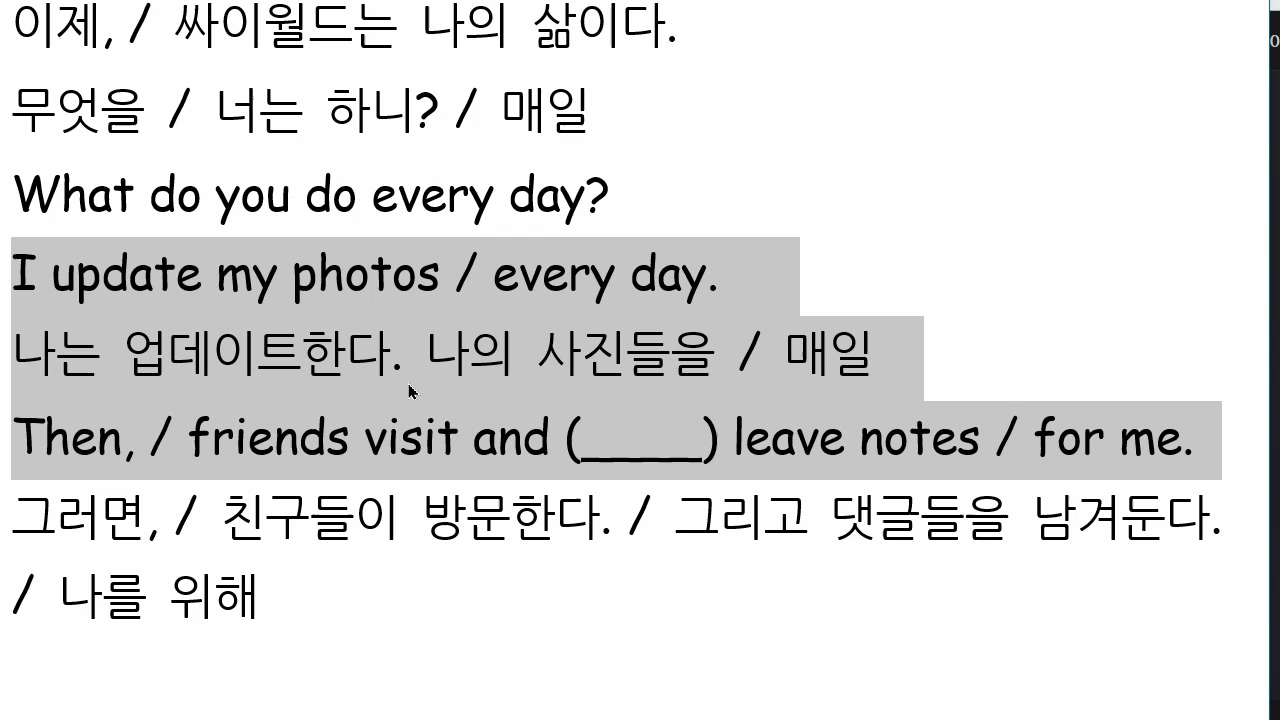 이제, / 싸이월드는 나의 삶이다.
무엇을 / 너는 하니? / 매일
What do you do every day?
I update my photos / every day.
나는 업데이트한다. 나의 사진들을 / 매일
Then, / friends visit and (____) leave notes / for me.
그러면, / 친구들이 방문한다. / 그리고 댓글들을 남겨둔다.
/ 나를 위해